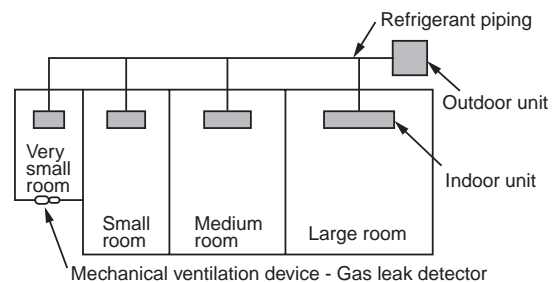 Refrigerant piping
Outdoor unit
Indoor unit
Very
small
room
Small
room
Medium
room
Large room
Mechanical ventilation device - Gas leak detector